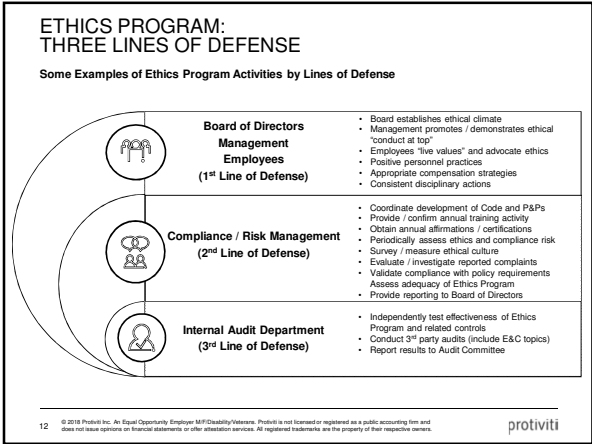 ETHICS PROGRAM:
THREE LINES OF DEFENSE
Some Examples of Ethics Program Activities by Lines of Defense
Board of Directors
Management
Employees
(1st Line of Defense)
• Board establishes ethical climate
• Management promotes / demonstrates ethical
"conduct at top"
• Employees "live values" and advocate ethics
• Positive personnel practices
• Appropriate compensation strategies
• Consistent disciplinary actions
Compliance / Risk Management
(2nd Line of Defense)
• Coordinate development of Code and P&Ps
• Provide / confirm annual training activity
• Obtain annual affirmations / certifications
• Periodically assess ethics and compliance risk
• Survey / measure ethical culture
• Evaluate / investigate reported complaints
• Validate compliance with policy requirements
Assess adequacy of Ethics Program
• Provide reporting to Board of Directors
Internal Audit Department
(3rd Line of Defense)
• Independently test effectiveness of Ethics
Program and related controls
• Conduct 3rd party audits (include E&C topics)
• Report results to Audit Committee
12
© 2018 Protiviti Inc. An Equal Opportunity Employer M/F/Disability/Veterans. Protiviti is not licensed or registered as a public accounting firm and
does not issue opinions on financial statements or offer attestation services. All registered trademarks are the property of their respective owners.
protiviti